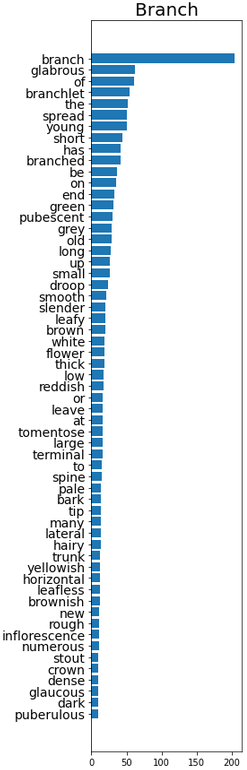 Branch
branch
glabrous
of
branchlet
the
spread
young
short
has
branched
be
on
end
green
pubescent
grey
old
long
up
small
droop
smooth
slender
leafy
brown
white
flower
thick
low
reddish
or
leave
at
tomentose
large
terminal
to
spine
pale
bark
tip
many
lateral
hairy
trunk
yellowish
horizontal
leafless
brownish
new
rough
inflorescence
numerous
stout
crown
dense
glaucous
dark
puberulous
0 50 100 150 200